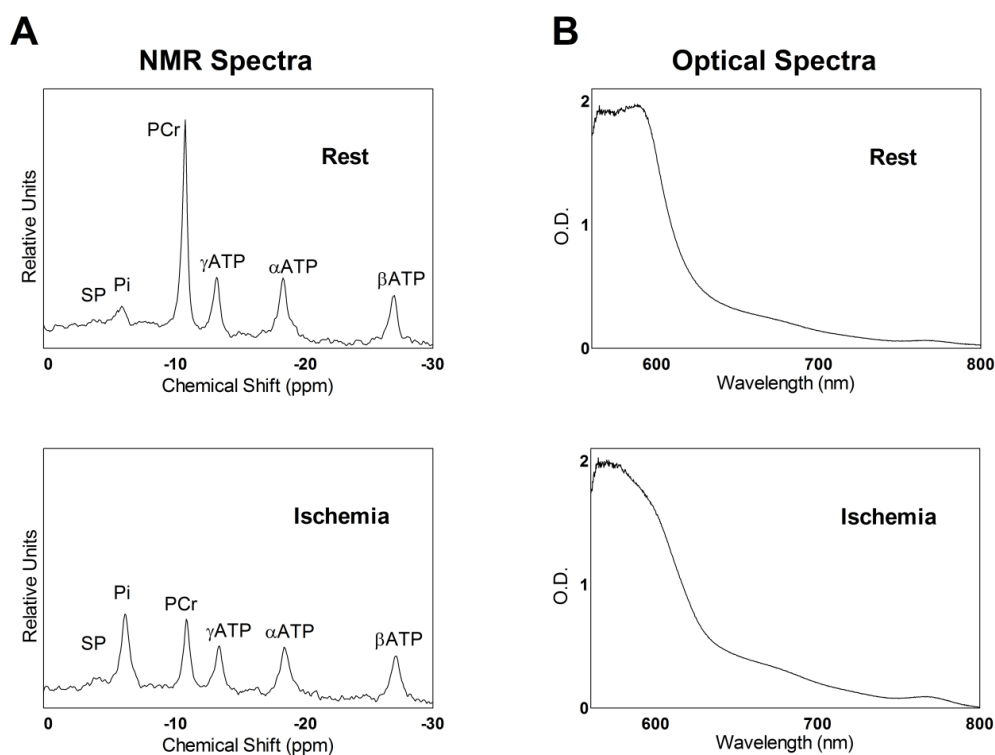 A
NMR Spectra
PCr
Rest
γATP
αATP
βATP
SP
Pi
Relative Units
0
-10
-20
-30
Chemical Shift (ppm)
Ischemia
Pi
PCr
SP
γATP
αATP
βATP
Relative Units
0
-10
-20
-30
Chemical Shift (ppm)
B
Optical Spectra
2
Rest
1
O.D.
0
600
700
800
Wavelength (nm)
2
Ischemia
1
O.D.
0
600
700
800
Wavelength (nm)